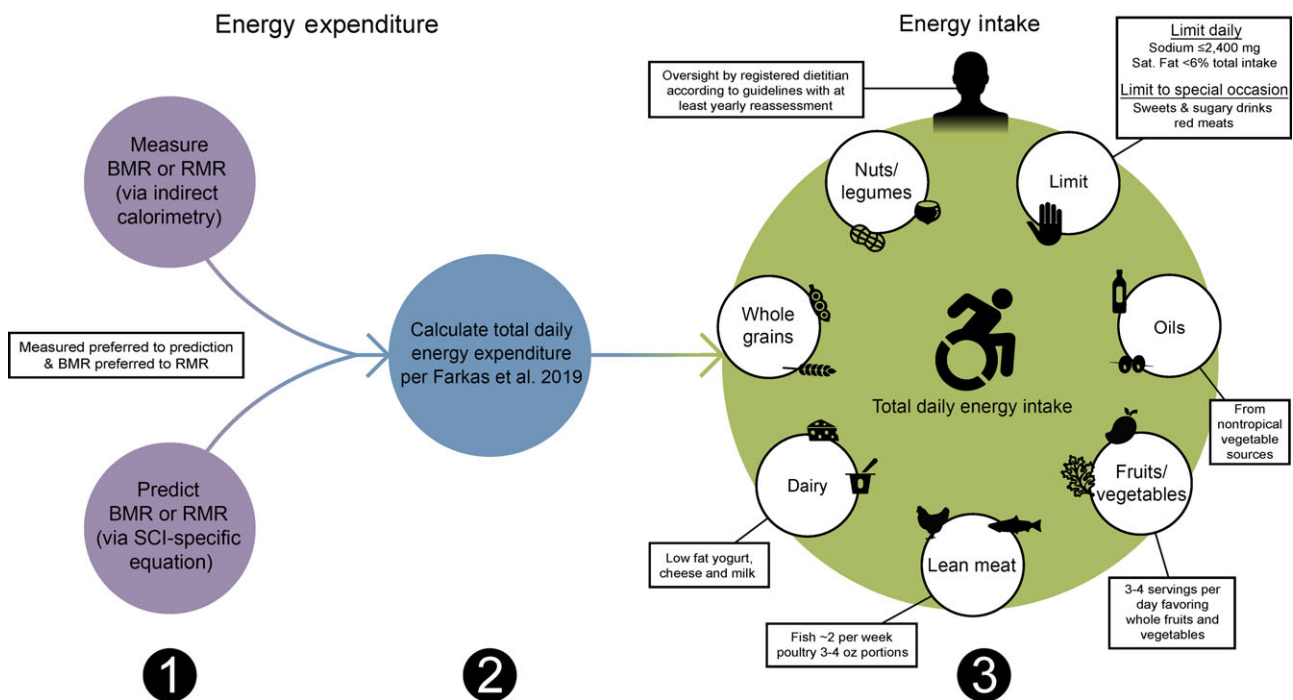 Energy expenditure
Energy intake
Measure
BMR or RMR
(via indirect
calorimetry)
Measured preferred to prediction
& BMR preferred to RMR
Predict
BMR or RMR
(via SCI-specific
equation)
Calculate total daily
energy expenditure
per Farkas et al. 2019
Oversight by registered dietitian
according to guidelines with at
least yearly reassessment
Limit daily
Sodium ≤2,400 mg
Sat. Fat <6% total intake
Limit to special occasion
Sweets & sugary drinks
red meats
Nuts/
legumes
Limit
Whole
grains
Oils
Total daily energy intake
From
nontropical
vegetable
sources
Dairy
Fruits/
vegetables
Low fat yogurt,
cheese and milk
Lean meat
Fish ~2 per week
poultry 3-4 oz portions
3-4 servings per
day favoring
whole fruits and
vegetables
1
2
3